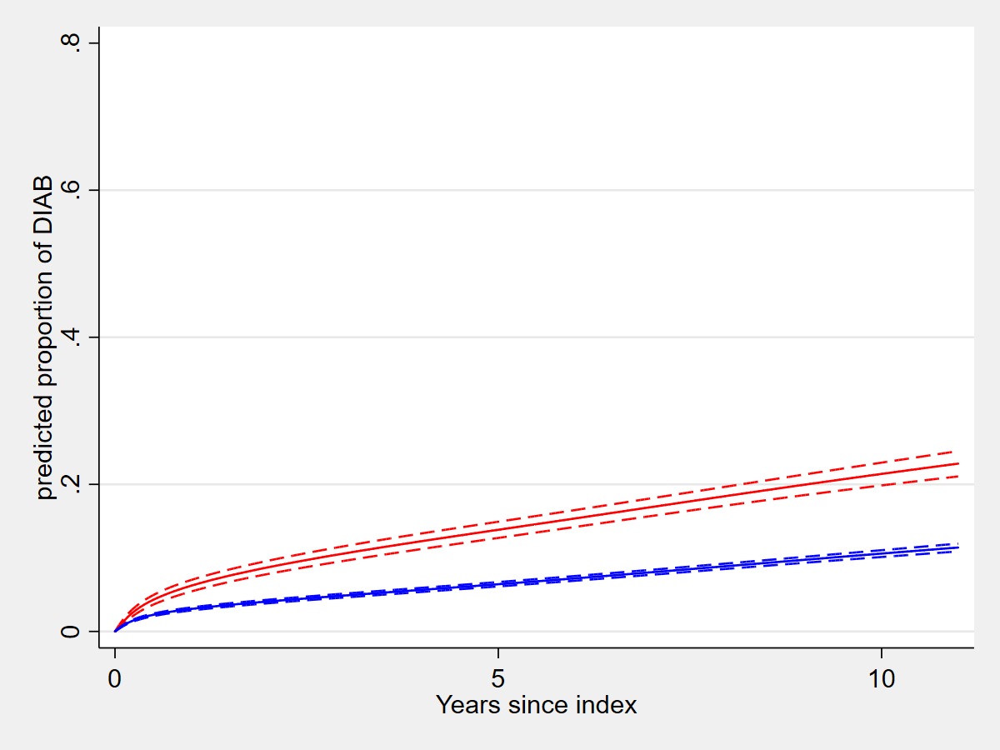 predicted proportion of DIAB
.8
.6
.4
.2
0
0 5 10
Years since index